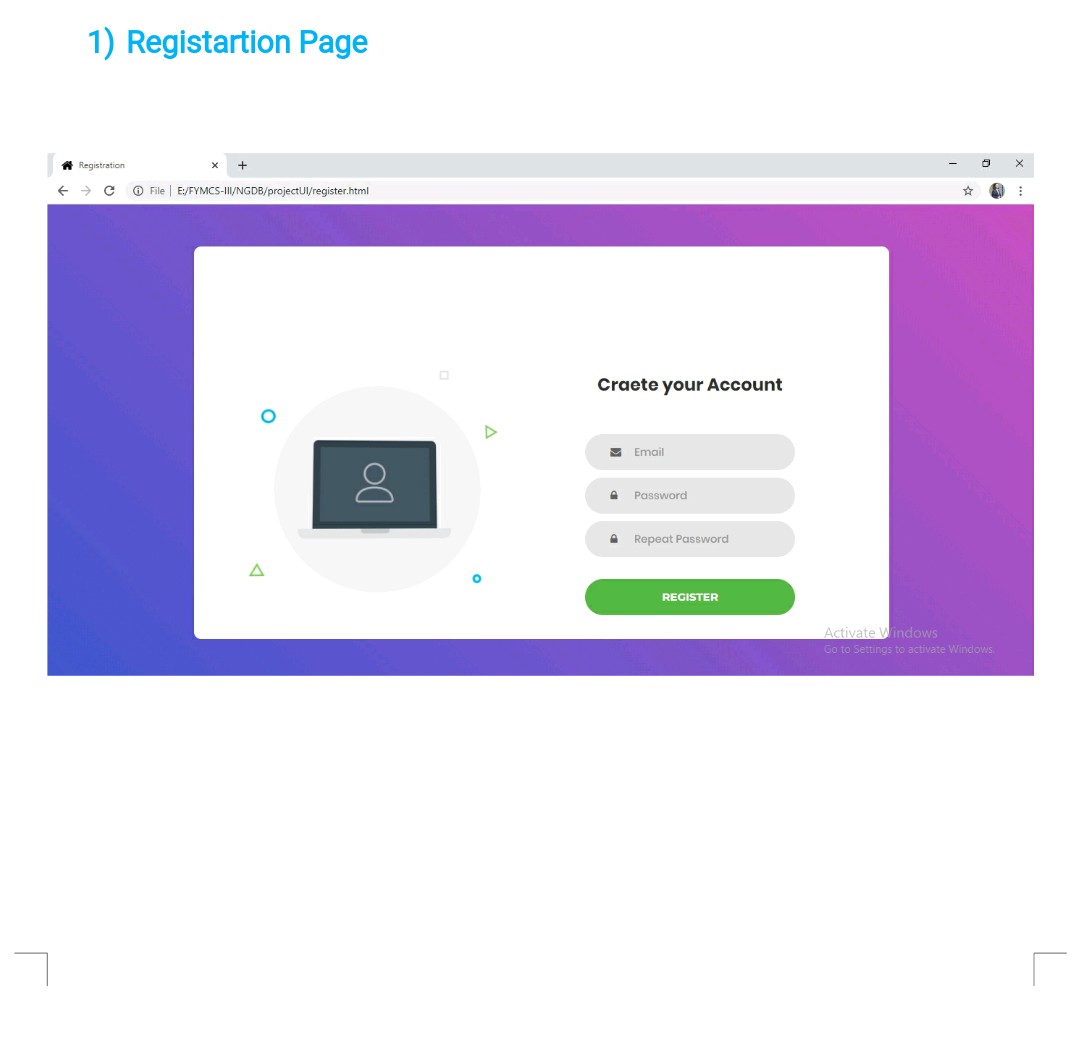 1) Registartion Page
Registration
File | E:/FYMCS-III/NGDB/projectUI/register.html
Craete your Account
Email
Password
Repeat Password
REGISTER
Activate Windows
Go to Settings to activate Windows.